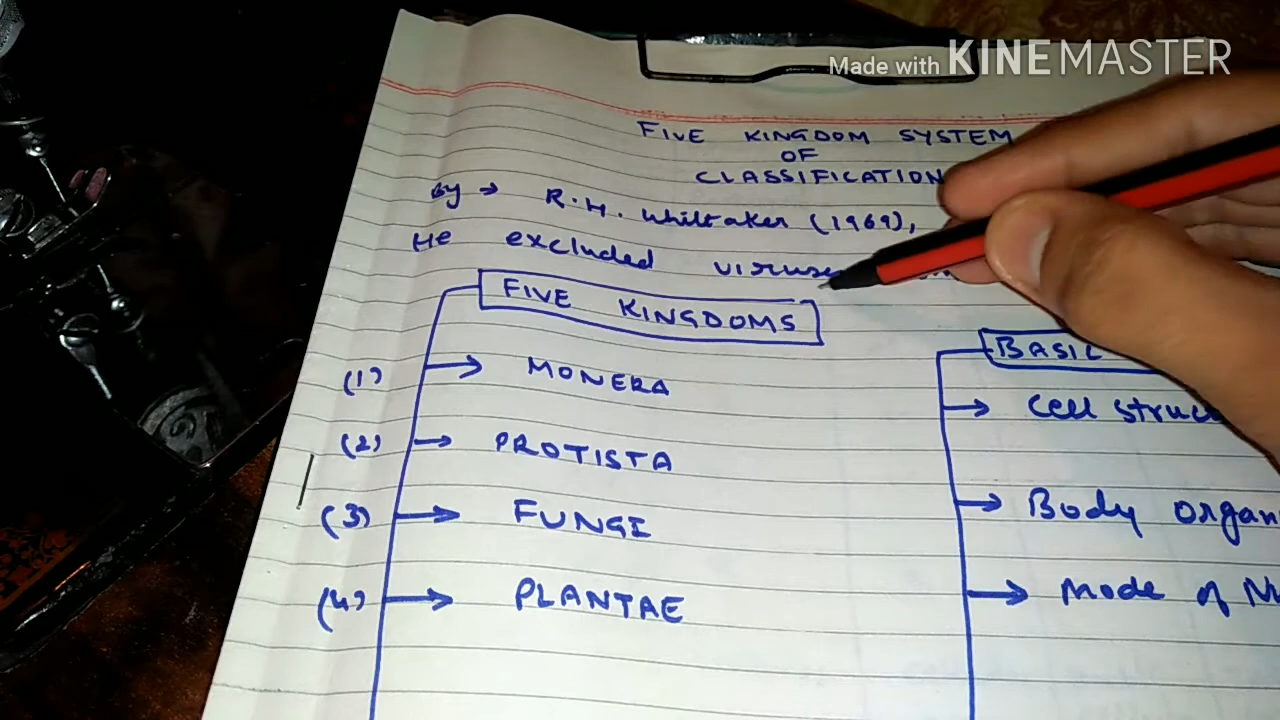 Made with KINEMASTER
FIVE KINGDOM SYSTEM
OF
CLASSIFICATION
By → R.H. Whittaker (1969),
He excluded
FIVE KINGDOMS
(1) → MONERA
(2) → PROTISTA
(3) → FUNGI
(4) → PLANTAE
BASIC
→ Cell
→ Body
→ Mode of